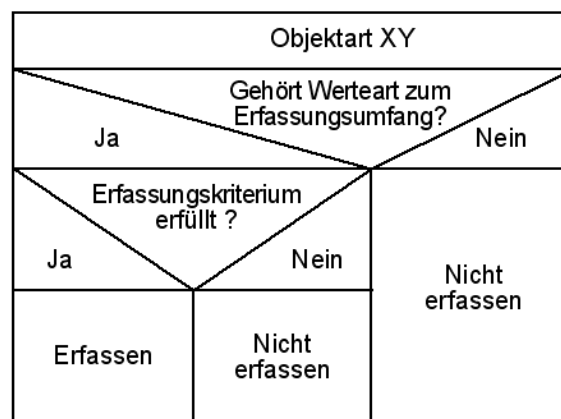 Objektart XY
Gehört Werteart zum
Erfassungsumfang?
Ja
Nein
Erfassungskriterium
erfüllt ?
Ja
Nein
Nicht
erfassen
Erfassen
Nicht
erfassen